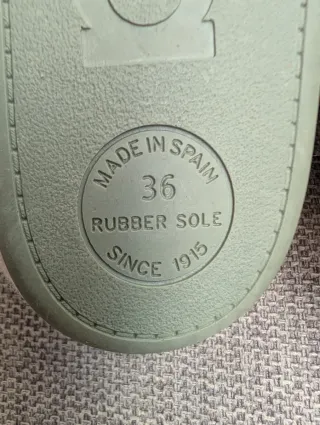 MADE IN SPAIN
36
RUBBER SOLE
SINCE 1915